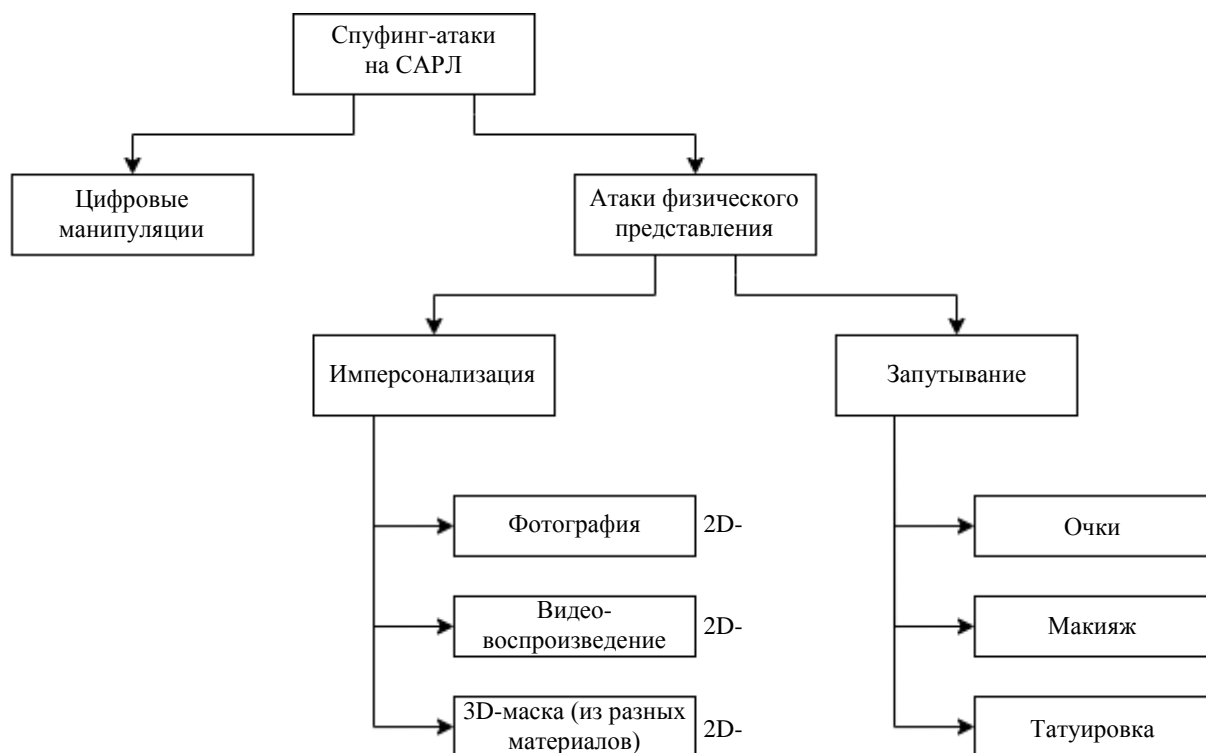 Спуфинг-атаки
на САРЛ
Цифровые
манипуляции
Атаки физического
представления
Имперсонализация
Запутывание
Фотография
2D-
Очки
Видео-
воспроизведение
2D-
Макияж
3D-маска (из разных
материалов)
2D-
Татуировка